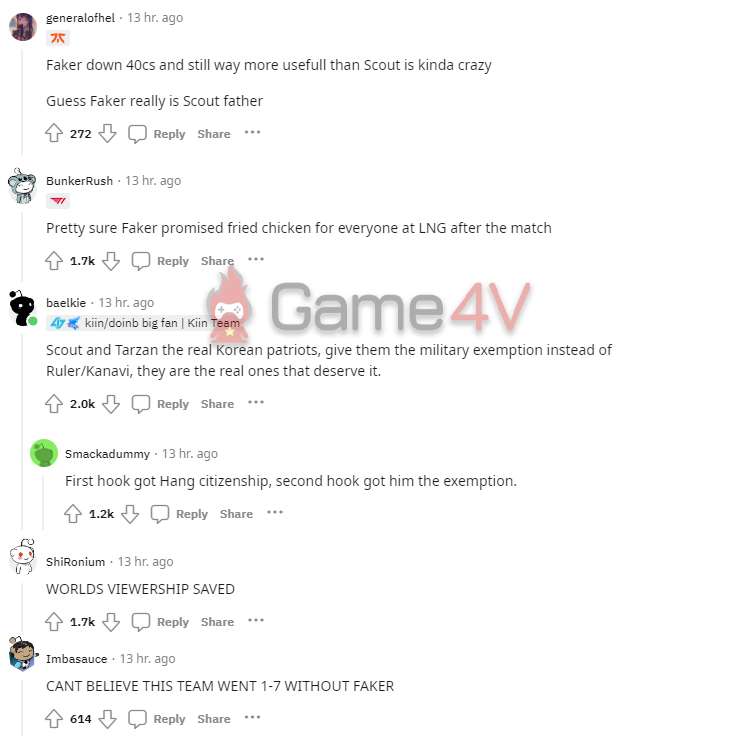 generalofhel · 13 hr. ago
Faker down 40cs and still way more usefull than Scout is kinda crazy
Guess Faker really is Scout father
272 Reply Share ···
BunkerRush · 13 hr. ago
Pretty sure Faker promised fried chicken for everyone at LNG after the match
1.7k Reply Share ···
Game4V
baelkie · 13 hr. ago
kiin/doinb big fan | Kiin Team
Scout and Tarzan the real Korean patriots, give them the military exemption instead of
Ruler/Kanavi, they are the real ones that deserve it.
2.0k Reply Share ···
Smackadummy · 13 hr. ago
First hook got Hang citizenship, second hook got him the exemption.
1.2k Reply Share ···
ShiRonium · 13 hr. ago
WORLDS VIEWERSHIP SAVED
1.7k Reply Share ···
Imbasauce · 13 hr. ago
CANT BELIEVE THIS TEAM WENT 1-7 WITHOUT FAKER
614 Reply Share ···